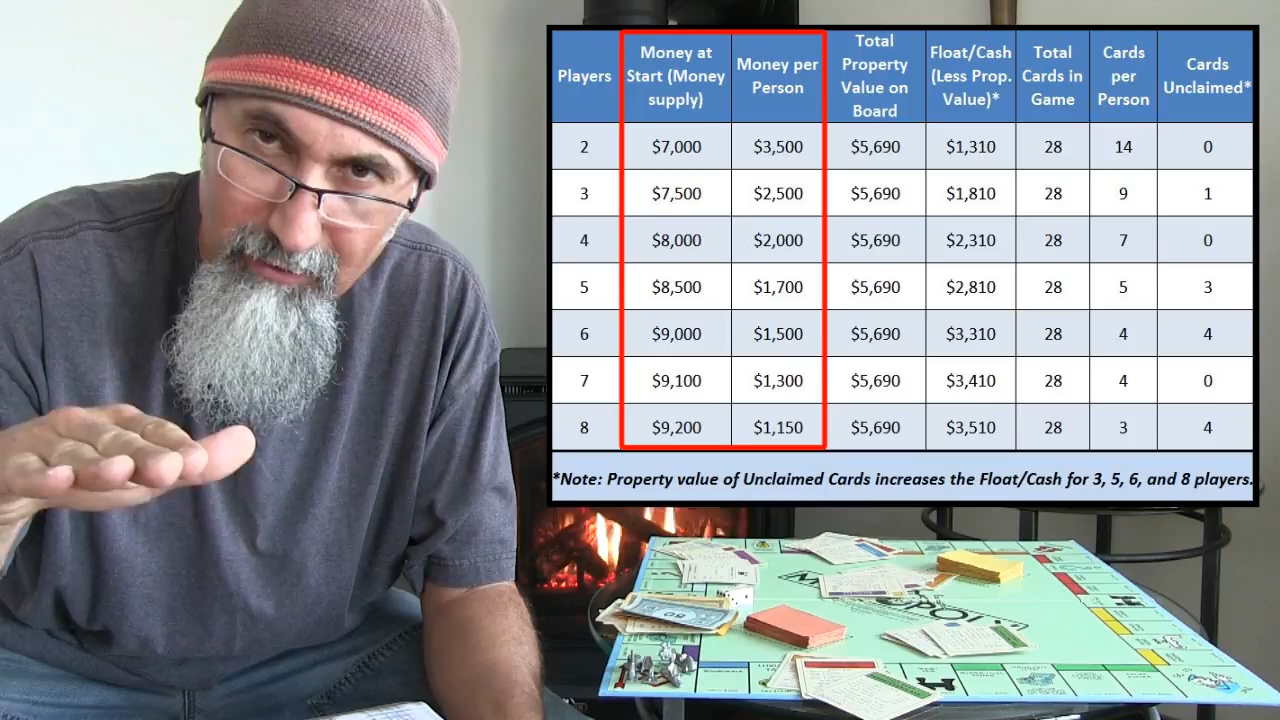 Players
Money at
Start (Money
supply)
Money per
Person
Total
Property
Value on
Board
Float/Cash
(Less Prop.
Value)*
Total
Cards in
Game
Cards
per
Person
Cards
Unclaimed*
2 $7,000 $3,500 $5,690 $1,310 28 14 0
3 $7,500 $2,500 $5,690 $1,810 28 9 1
4 $8,000 $2,000 $5,690 $2,310 28 7 0
5 $8,500 $1,700 $5,690 $2,810 28 5 3
6 $9,000 $1,500 $5,690 $3,310 28 4 4
7 $9,100 $1,300 $5,690 $3,410 28 4 0
8 $9,200 $1,150 $5,690 $3,510 28 3 4
*Note: Property value of Unclaimed Cards increases the Float/Cash for 3, 5, 6, and 8 players.